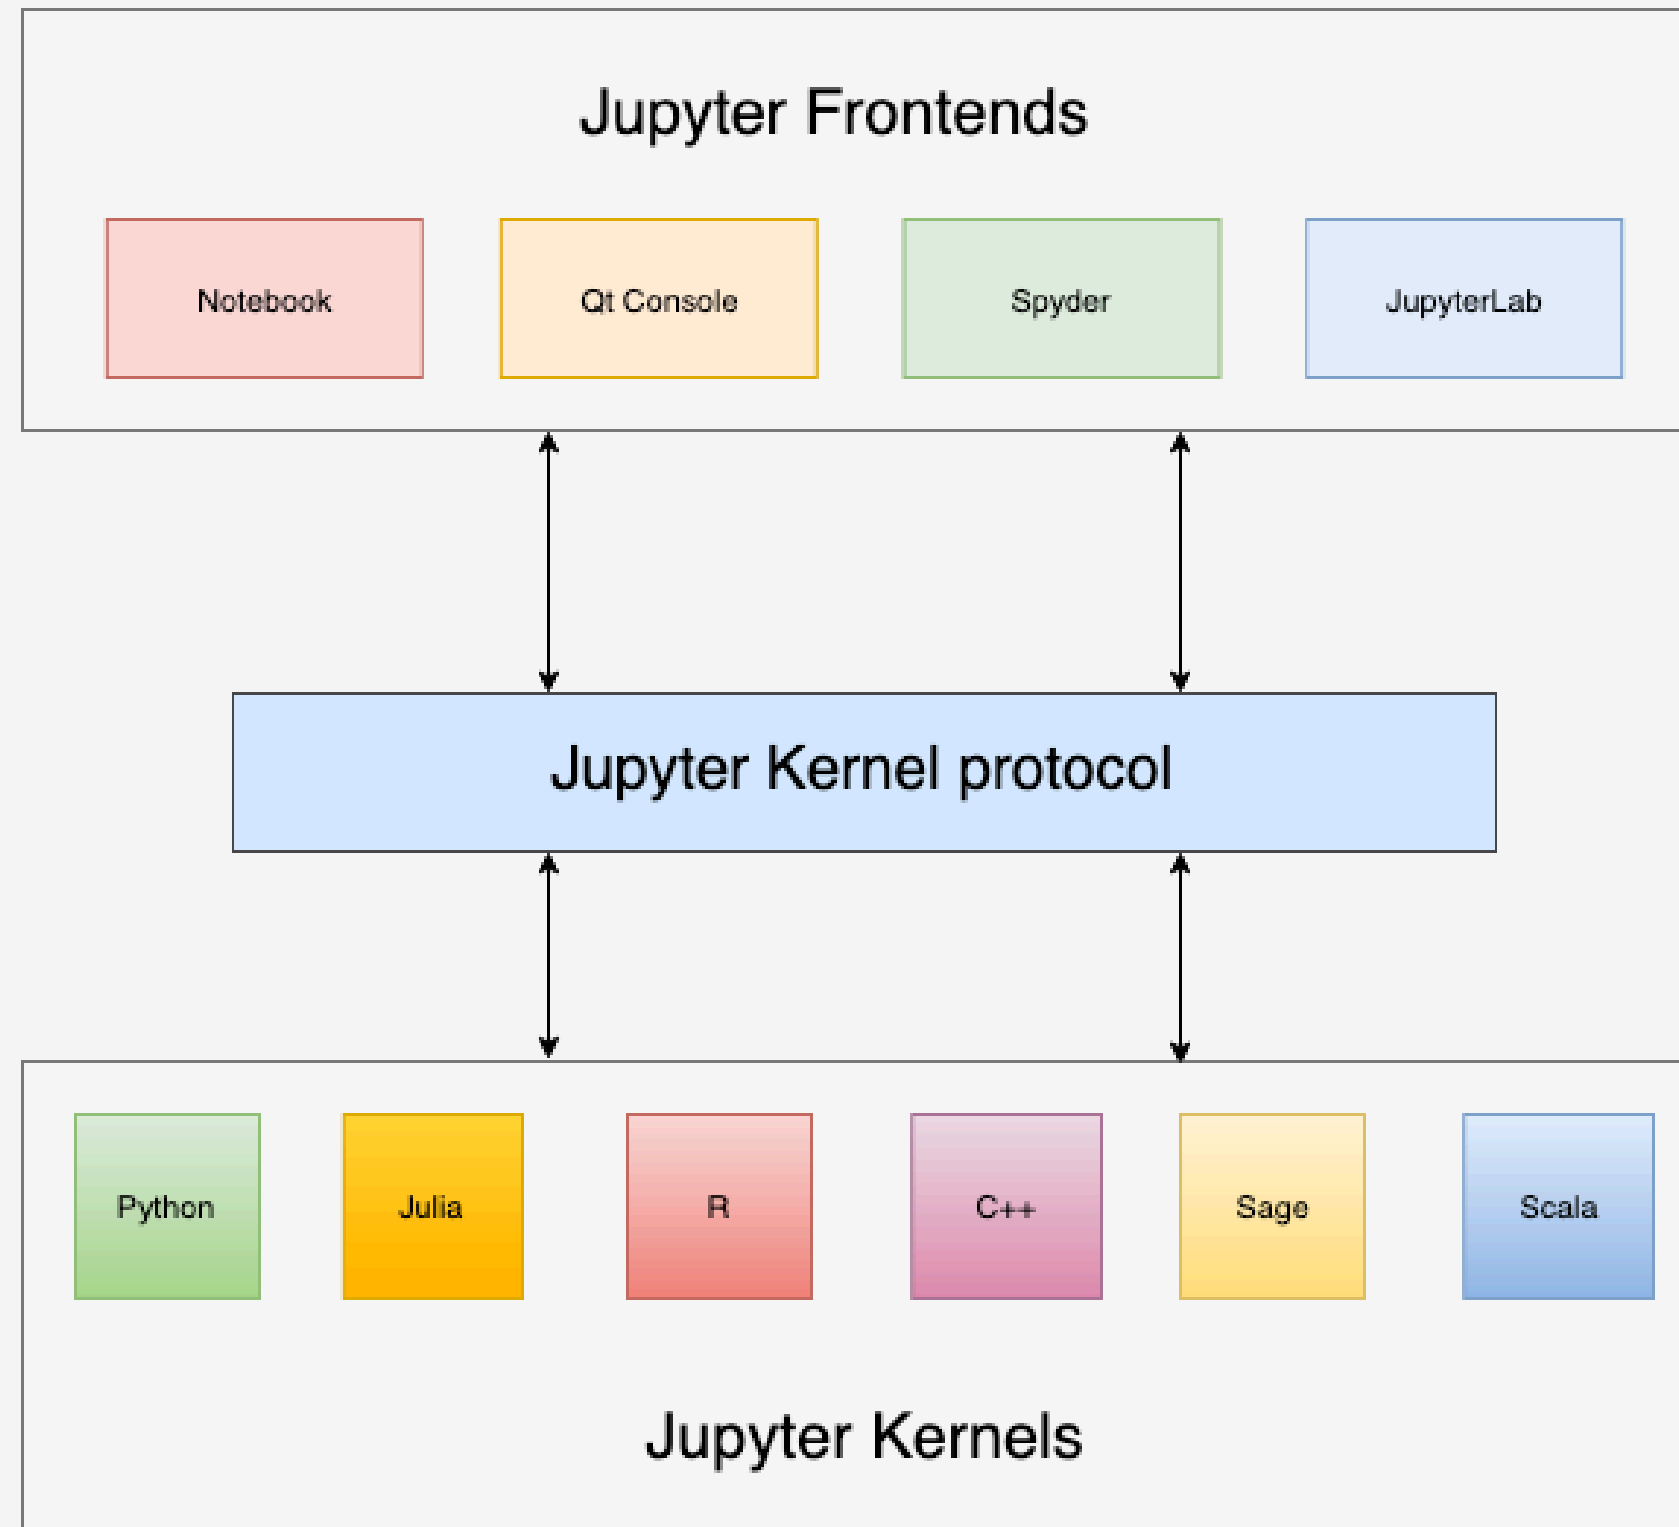 Jupyter Frontends
Notebook
Qt Console
Spyder
JupyterLab
Jupyter Kernel protocol
Python
Julia
R
C++
Sage
Scala
Jupyter Kernels